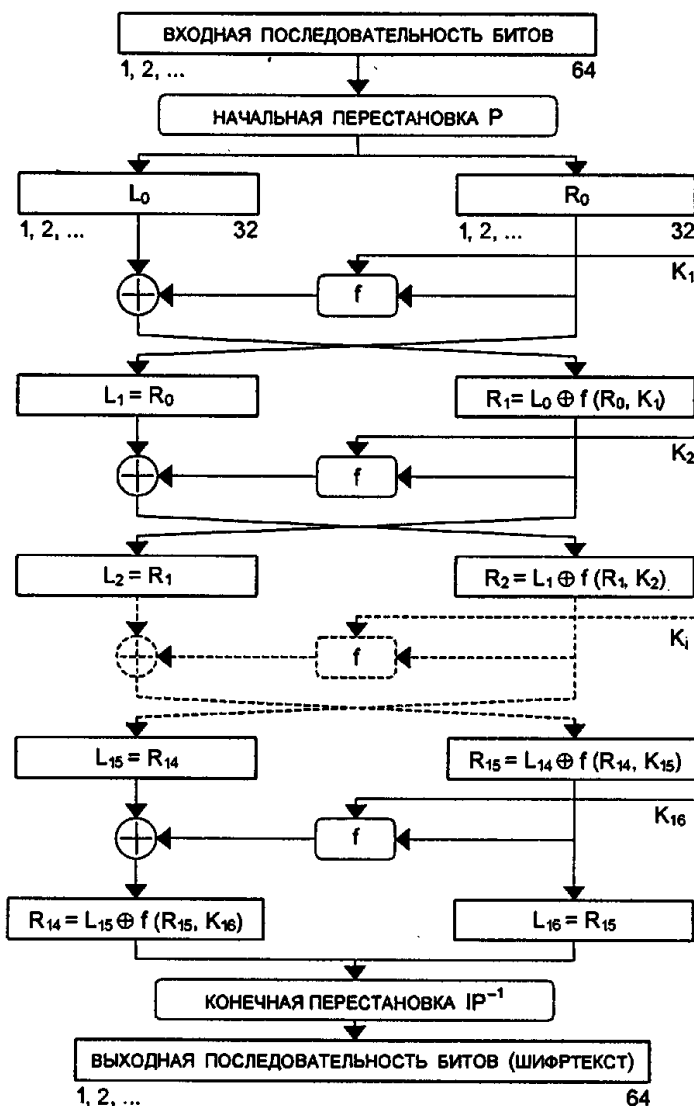 ВХОДНАЯ ПОСЛЕДОВАТЕЛЬНОСТЬ БИТОВ
1, 2, ... 64
НАЧАЛЬНАЯ ПЕРЕСТАНОВКА P
L₀ R₀
1, 2, ... 32 1, 2, ... 32
K₁
f
L₁ = R₀ R₁ = L₀ ⊕ f (R₀, K₁)
K₂
f
L₂ = R₁ R₂ = L₁ ⊕ f (R₁, K₂)
Kᵢ
f
L₁₅ = R₁₄ R₁₅ = L₁₄ ⊕ f (R₁₄, K₁₅)
K₁₆
f
R₁₄ = L₁₅ ⊕ f (R₁₅, K₁₆) L₁₆ = R₁₅
КОНЕЧНАЯ ПЕРЕСТАНОВКА IP⁻¹
ВЫХОДНАЯ ПОСЛЕДОВАТЕЛЬНОСТЬ БИТОВ (ШИФРТЕКСТ)
1, 2, ... 64